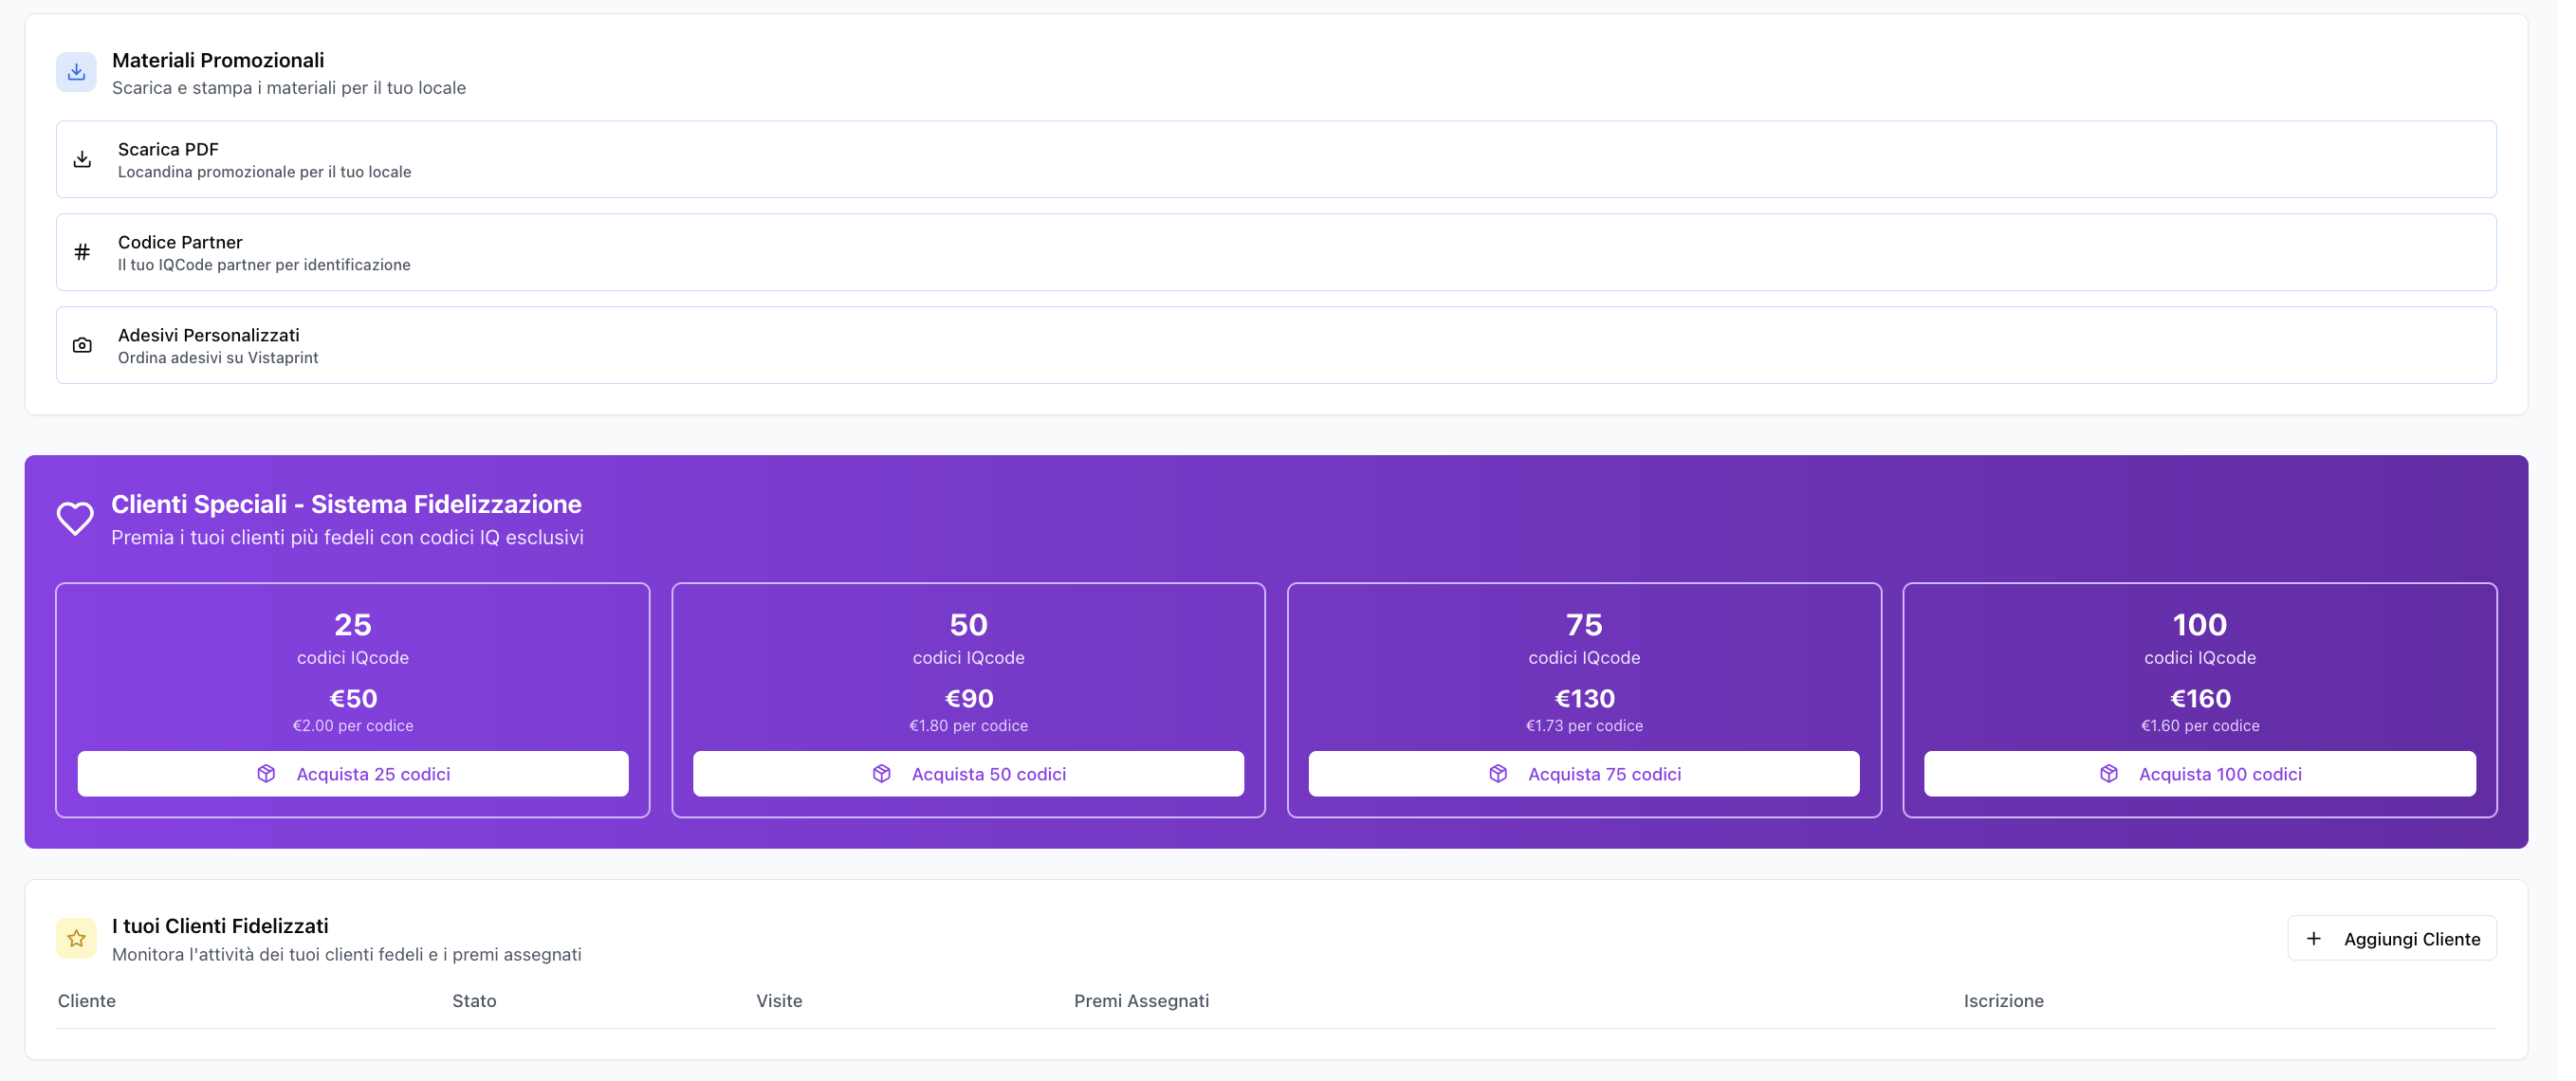 Materiali Promozionali
Scarica e stampa i materiali per il tuo locale
Scarica PDF
Locandina promozionale per il tuo locale
Codice Partner
Il tuo IQCode partner per identificazione
Adesivi Personalizzati
Ordina adesivi su Vistaprint
Clienti Speciali - Sistema Fidelizzazione
Premia i tuoi clienti più fedeli con codici IQ esclusivi
25
codici IQcode
€50
€2.00 per codice
Acquista 25 codici
50
codici IQcode
€90
€1.80 per codice
Acquista 50 codici
75
codici IQcode
€130
€1.73 per codice
Acquista 75 codici
100
codici IQcode
€160
€1.60 per codice
Acquista 100 codici
I tuoi Clienti Fidelizzati
Monitora l'attività dei tuoi clienti fedeli e i premi assegnati
Aggiungi Cliente
Cliente Stato Visite Premi Assegnati Iscrizione